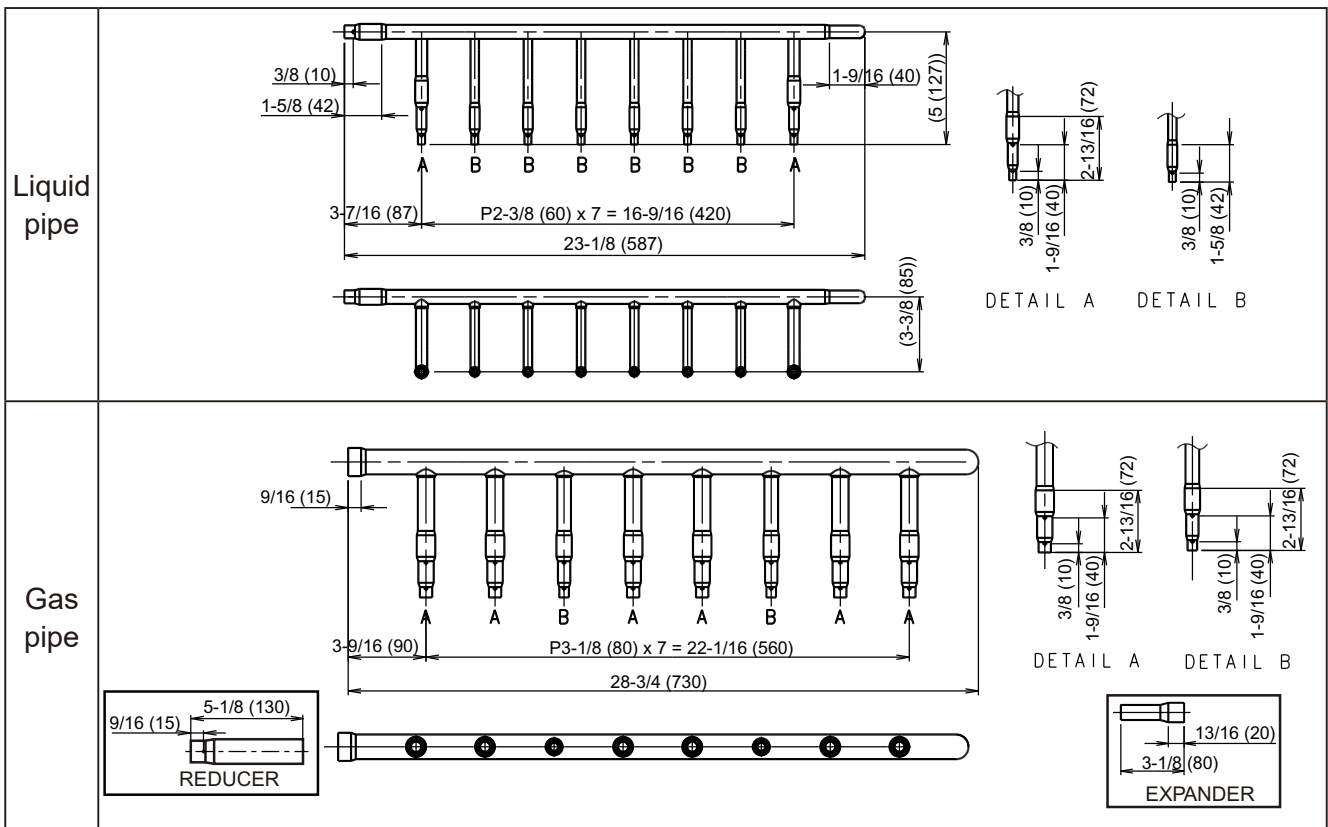 Liquid
pipe
3/8 (10)
1-5/8 (42)
1-9/16 (40)
(5 (127))
A B B B B B B A
3-7/16 (87)
P2-3/8 (60) x 7 = 16-9/16 (420)
23-1/8 (587)
(3-3/8 (85))
2-13/16 (72)
3/8 (10)
1-9/16 (40)
DETAIL A
3/8 (10)
1-5/8 (42)
DETAIL B
Gas
pipe
9/16 (15)
A A B A A B A A
3-9/16 (90)
P3-1/8 (80) x 7 = 22-1/16 (560)
28-3/4 (730)
2-13/16 (72)
3/8 (10)
1-9/16 (40)
DETAIL A
2-13/16 (72)
3/8 (10)
1-9/16 (40)
DETAIL B
5-1/8 (130)
9/16 (15)
REDUCER
13/16 (20)
3-1/8 (80)
EXPANDER